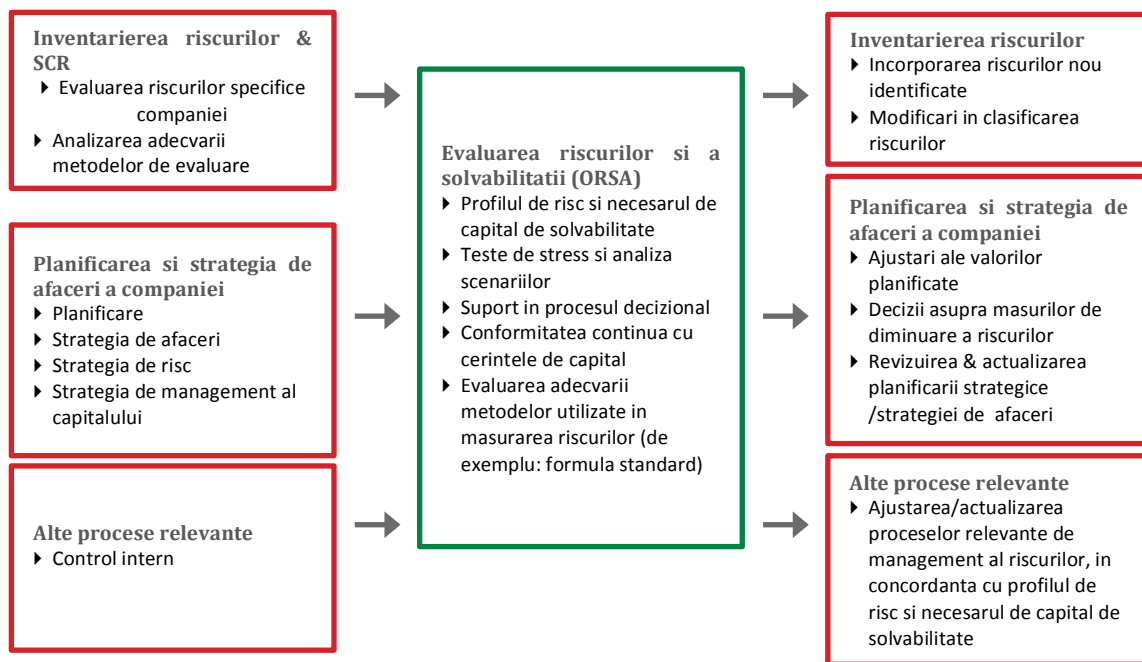 Inventarierea riscurilor &
SCR
Evaluarea riscurilor specifice
companiei
Analizarea adecvarii
metodelor de evaluare
Planificarea si strategia de
afaceri a companiei
Planificare
Strategia de afaceri
Strategia de risc
Strategia de management al
capitalului
Alte procese relevante
Control intern
Evaluarea riscurilor si a
solvabilitatii (ORSA)
Profilul de risc si necesarul de
capital de solvabilitate
Teste de stress si analiza
scenariilor
Suport in procesul decizional
Conformitatea continua cu
cerintele de capital
Evaluarea adecvarii
metodelor utilizate in
masurarea riscurilor (de
exemplu: formula standard)
Inventarierea riscurilor
Incorporarea riscurilor nou
identificate
Modificari in clasificarea
riscurilor
Planificarea si strategia de
afaceri a companiei
Ajustari ale valorilor
planificate
Decizii asupra masurilor de
diminuare a riscurilor
Revizuirea & actualizarea
planificarii strategice
/strategiei de afaceri
Alte procese relevante
Ajustarea/actualizarea
proceselor relevante de
management al riscurilor, in
concordanta cu profilul de
risc si necesarul de capital de
solvabilitate